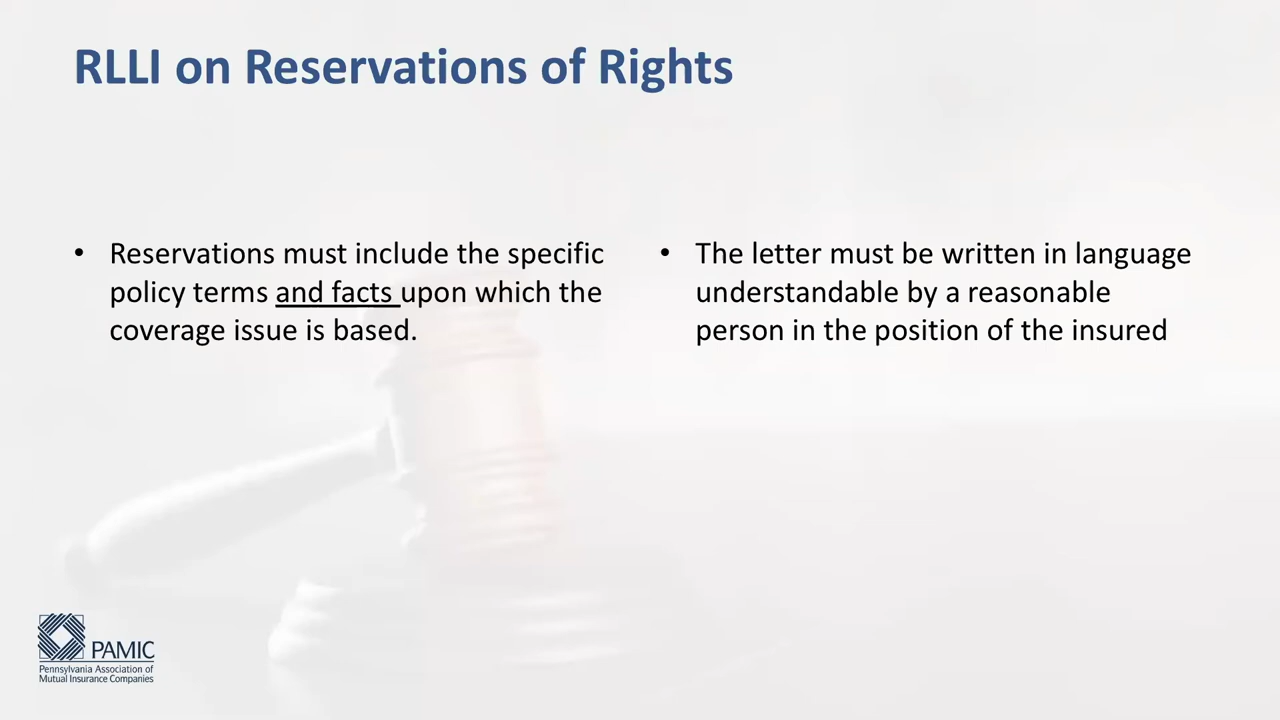 RLLI on Reservations of Rights
• Reservations must include the specific
policy terms and facts upon which the
coverage issue is based.
• The letter must be written in language
understandable by a reasonable
person in the position of the insured
PAMIC
Pennsylvania Association of
Mutual Insurance Companies